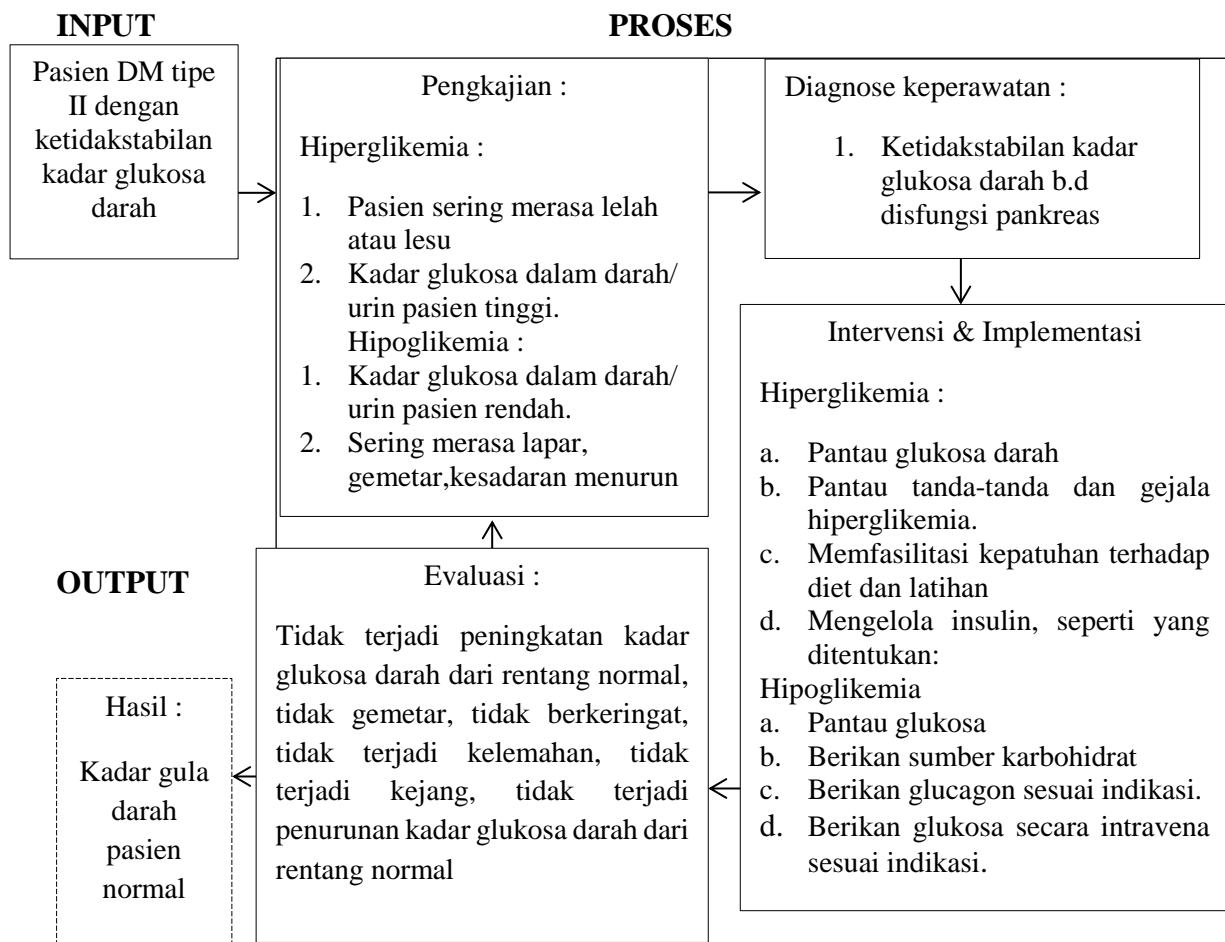 INPUT
PROSES
Pasien DM tipe
II dengan
ketidakstabilan
kadar glukosa
darah
Pengkajian :
Hiperglikemia :
1. Pasien sering merasa lelah
atau lesu
2. Kadar glukosa dalam darah/
urin pasien tinggi.
Hipoglikemia :
1. Kadar glukosa dalam darah/
urin pasien rendah.
2. Sering merasa lapar,
gemetar,kesadaran menurun
Diagnose keperawatan :
1. Ketidakstabilan kadar
glukosa darah b.d
disfungsi pankreas
Intervensi & Implementasi
Hiperglikemia :
a. Pantau glukosa darah
b. Pantau tanda-tanda dan gejala
hiperglikemia.
c. Memfasilitasi kepatuhan terhadap
diet dan latihan
d. Mengelola insulin, seperti yang
ditentukan:
Hipoglikemia
a. Pantau glukosa
b. Berikan sumber karbohidrat
c. Berikan glucagon sesuai indikasi.
d. Berikan glukosa secara intravena
sesuai indikasi.
Evaluasi :
Tidak terjadi peningkatan kadar
glukosa darah dari rentang normal,
tidak gemetar, tidak berkeringat,
tidak terjadi kelemahan, tidak
terjadi kejang, tidak terjadi
penurunan kadar glukosa darah dari
rentang normal
OUTPUT
Hasil :
Kadar gula
darah
pasien
normal